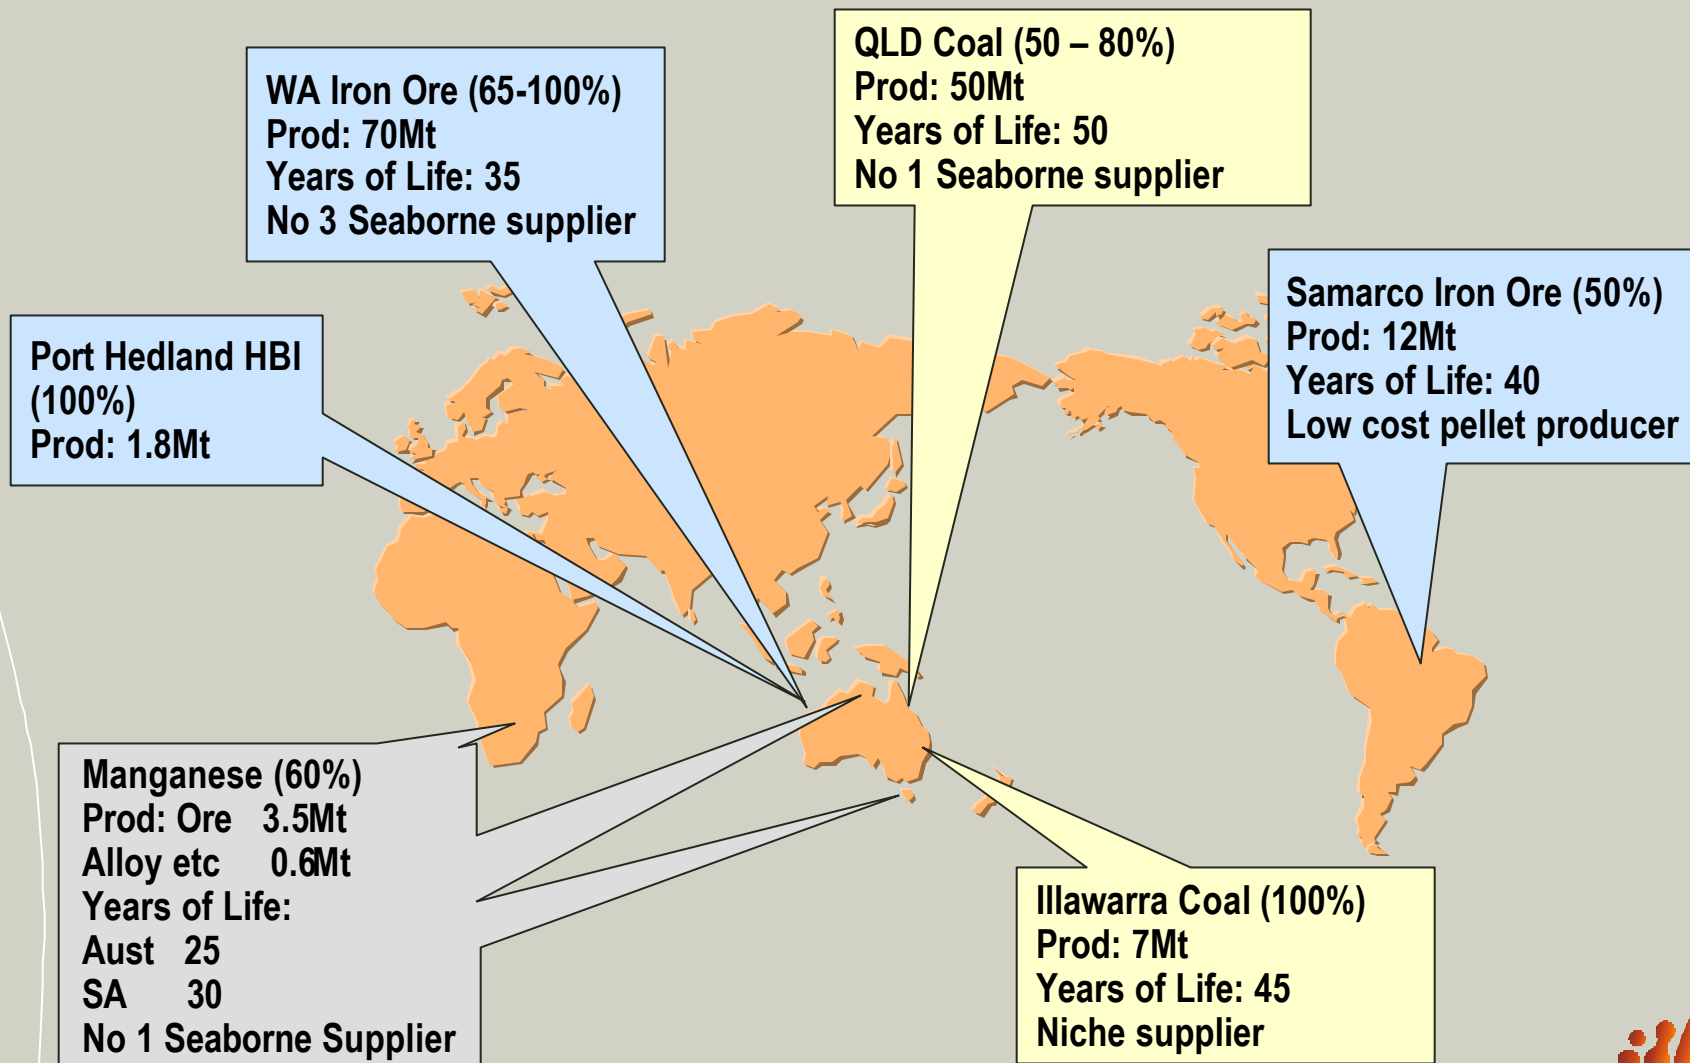 QLD Coal (50 – 80%)
Prod: 50Mt
Years of Life: 50
No 1 Seaborne supplier
WA Iron Ore (65-100%)
Prod: 70Mt
Years of Life: 35
No 3 Seaborne supplier
Samarco Iron Ore (50%)
Prod: 12Mt
Years of Life: 40
Low cost pellet producer
Port Hedland HBI
(100%)
Prod: 1.8Mt
Manganese (60%)
Prod: Ore 3.5Mt
Alloy etc 0.6Mt
Years of Life:
Aust 25
SA 30
No 1 Seaborne Supplier
Illawarra Coal (100%)
Prod: 7Mt
Years of Life: 45
Niche supplier